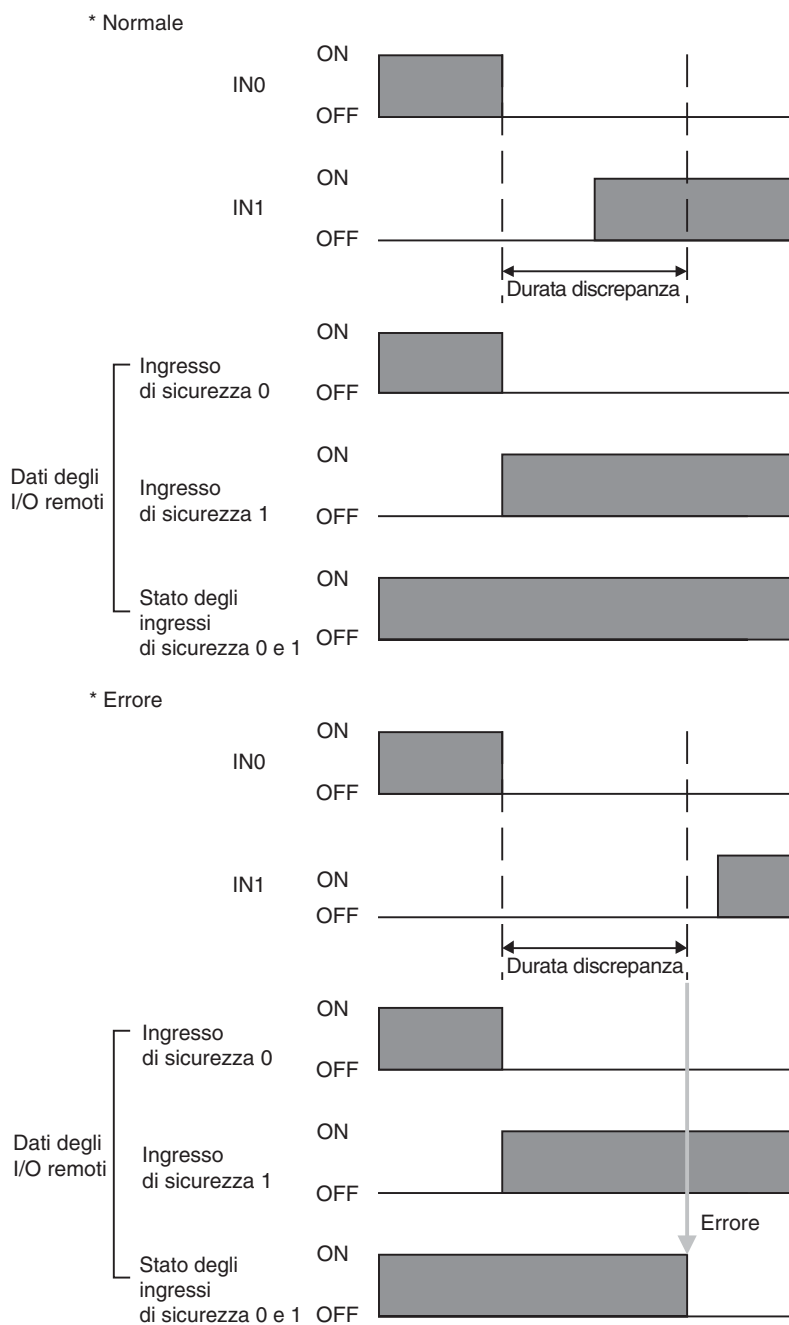 * Normale
ON
IN0
OFF
ON
IN1
OFF
Durata discrepanza
ON
Ingresso
di sicurezza 0
OFF
Dati degli
I/O remoti
ON
Ingresso
di sicurezza 1
OFF
ON
Stato degli
ingressi
di sicurezza 0 e 1
OFF
* Errore
ON
IN0
OFF
ON
IN1
OFF
Durata discrepanza
ON
Ingresso
di sicurezza 0
OFF
Dati degli
I/O remoti
ON
Ingresso
di sicurezza 1
OFF
Errore
ON
Stato degli
ingressi
di sicurezza 0 e 1
OFF